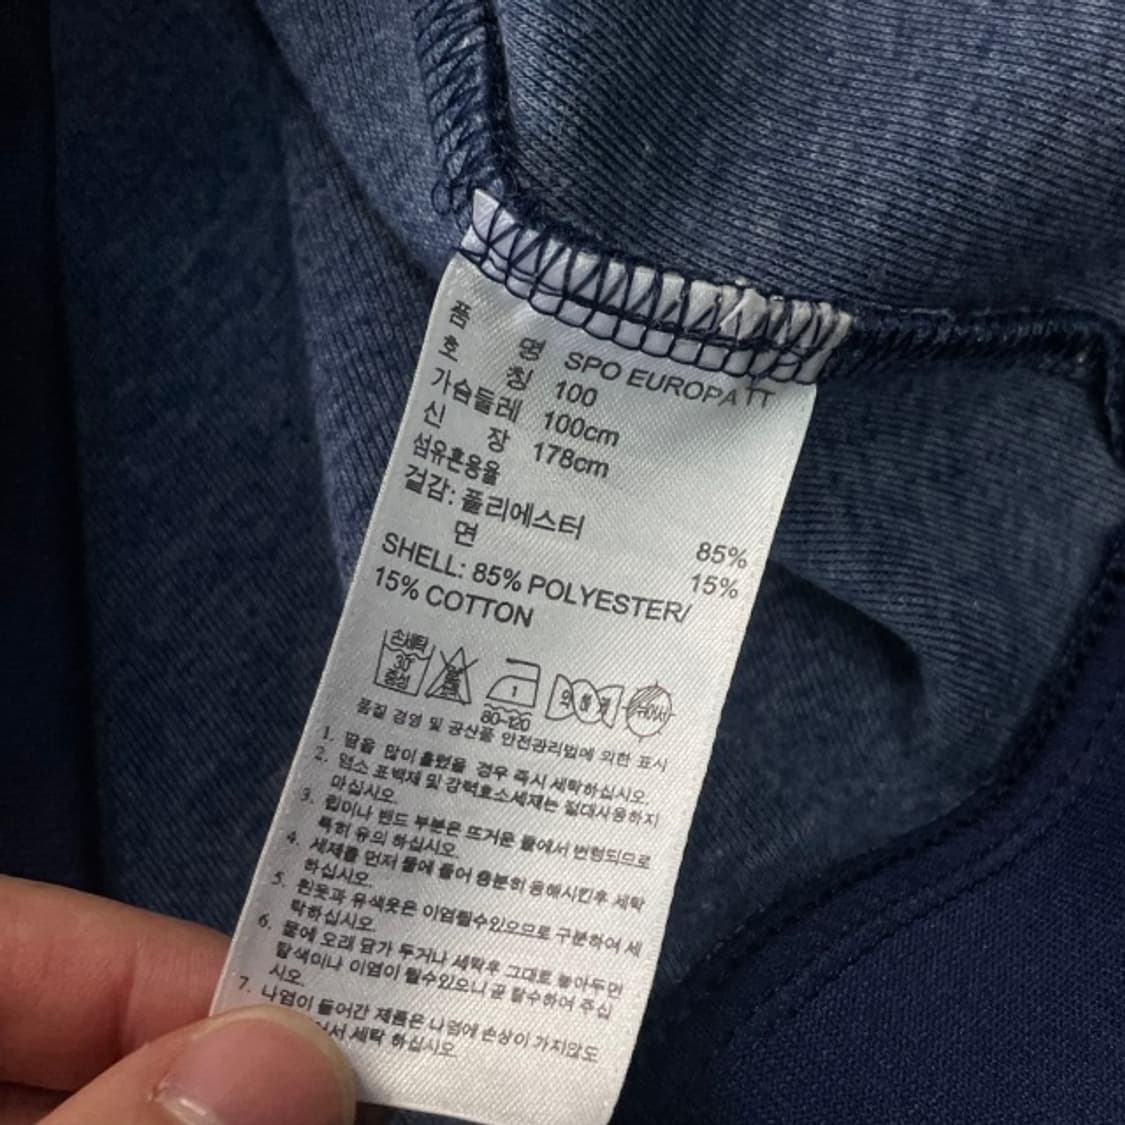 품 명 SPO EUROPA TT
호 칭 100
가슴둘레 100cm
신 장 178cm
섬유혼용율
겉감: 폴리에스터 85%
면 15%
SHELL: 85% POLYESTER/
15% COTTON
손세탁
30°
중성
1
80~120
약하게
품질 경영 및 공산품 안전관리법에 의한 표시
1. 땀을 많이 흘렸을 경우 즉시 세탁하십시오.
2. 염소 표백제 및 강력효소세제는 절대사용하지
마십시오.
3. 립이나 밴드 부분은 뜨거운 물에서 변형되므로
특히 유의 하십시오.
4. 세제를 먼저 물에 풀어 충분히 용해시킨후 세탁
하십시오.
5. 흰옷과 유색옷은 이염될수있으므로 구분하여 세
탁하십시오.
6. 물에 오래 담가 두거나 세탁후 그대로 놓아두면
탈색이나 이염이 될수있으니 곧 탈수하여 주십
시오.
7. 나염이 들어간 제품은 나염에 손상이 가지않도
서 세탁 하십시오.